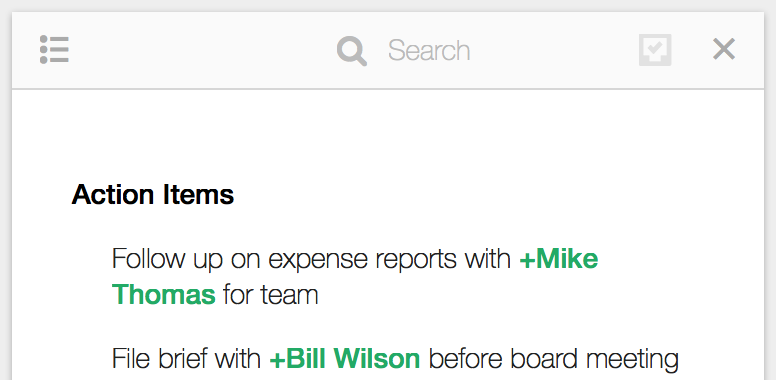 Search
Action Items
Follow up on expense reports with +Mike
Thomas for team
File brief with +Bill Wilson before board meeting